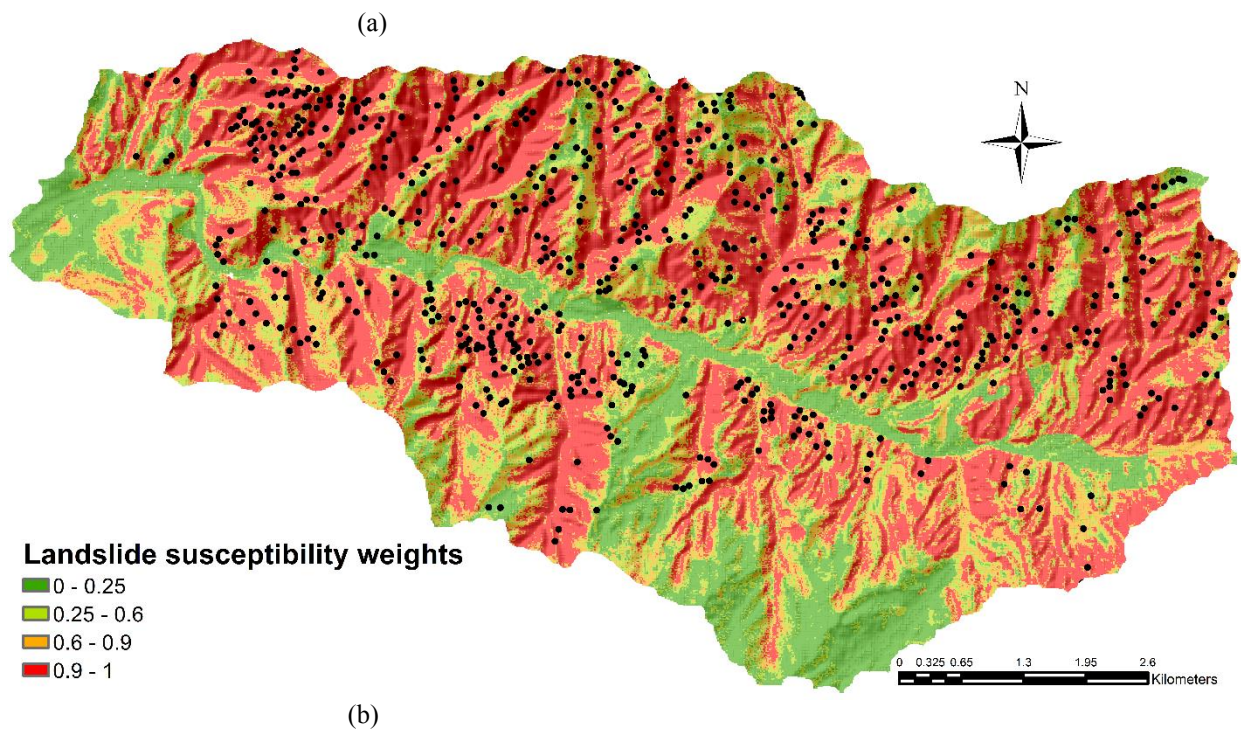 (a)
N
Landslide susceptibility weights
0 - 0.25
0.25 - 0.6
0.6 - 0.9
0.9 - 1
0 0.325 0.65 1.3 1.95 2.6
Kilometers
(b)